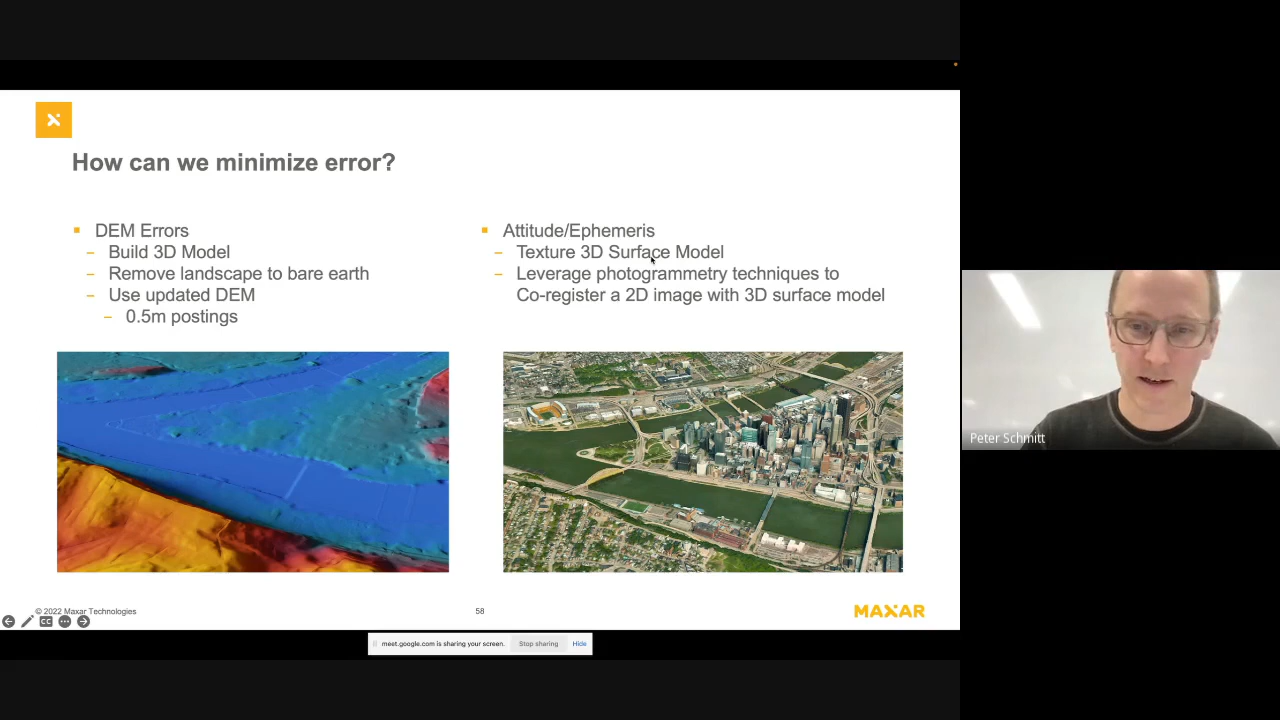 How can we minimize error?
DEM Errors
– Build 3D Model
– Remove landscape to bare earth
– Use updated DEM
– 0.5m postings
Attitude/Ephemeris
– Texture 3D Surface Model
– Leverage photogrammetry techniques to
Co-register a 2D image with 3D surface model
Peter Schmitt
© 2022 Maxar Technologies
58
MAXAR
CC
meet.google.com is sharing your screen.
Stop sharing
Hide